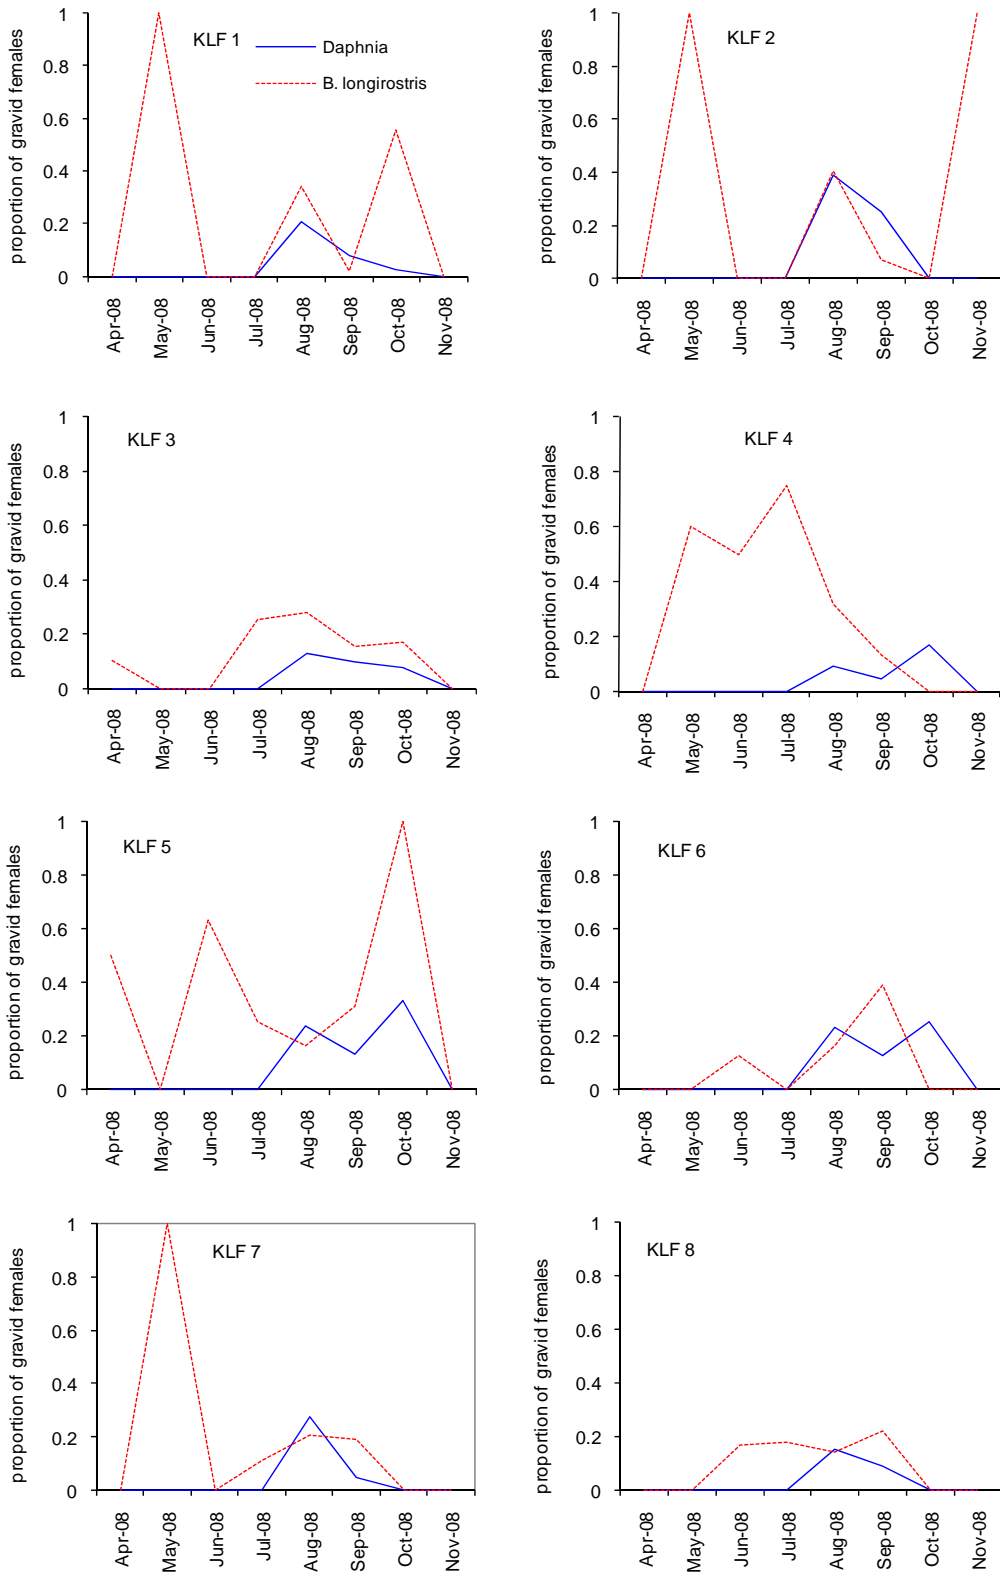 proportion of gravid females
1
0.8
0.6
0.4
0.2
0
KLF 1
Daphnia
B. longirostris
Apr-08
May-08
Jun-08
Jul-08
Aug-08
Sep-08
Oct-08
Nov-08
proportion of gravid females
1
0.8
0.6
0.4
0.2
0
KLF 2
Apr-08
May-08
Jun-08
Jul-08
Aug-08
Sep-08
Oct-08
Nov-08
proportion of gravid females
1
0.8
0.6
0.4
0.2
0
KLF 3
Apr-08
May-08
Jun-08
Jul-08
Aug-08
Sep-08
Oct-08
Nov-08
proportion of gravid females
1
0.8
0.6
0.4
0.2
0
KLF 4
Apr-08
May-08
Jun-08
Jul-08
Aug-08
Sep-08
Oct-08
Nov-08
proportion of gravid females
1
0.8
0.6
0.4
0.2
0
KLF 5
Apr-08
May-08
Jun-08
Jul-08
Aug-08
Sep-08
Oct-08
Nov-08
proportion of gravid females
1
0.8
0.6
0.4
0.2
0
KLF 6
Apr-08
May-08
Jun-08
Jul-08
Aug-08
Sep-08
Oct-08
Nov-08
proportion of gravid females
1
0.8
0.6
0.4
0.2
0
KLF 7
Apr-08
May-08
Jun-08
Jul-08
Aug-08
Sep-08
Oct-08
Nov-08
proportion of gravid females
1
0.8
0.6
0.4
0.2
0
KLF 8
Apr-08
May-08
Jun-08
Jul-08
Aug-08
Sep-08
Oct-08
Nov-08